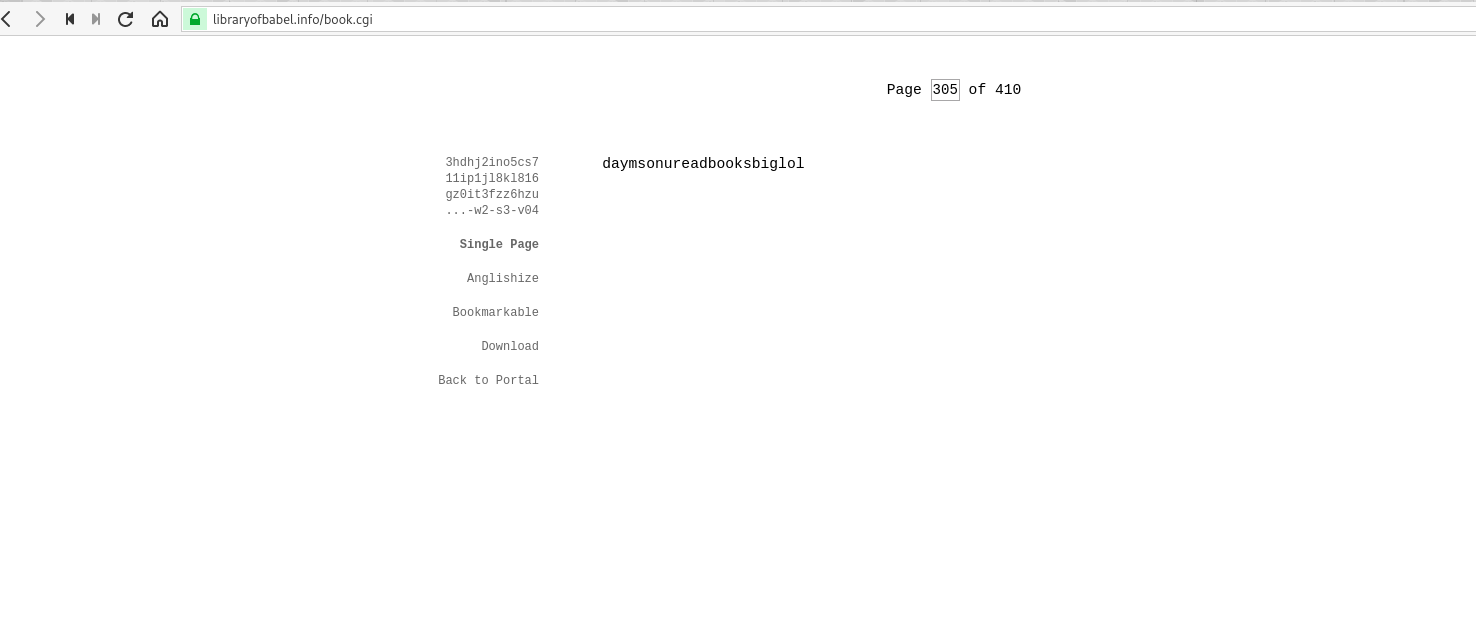 libraryofbabel.info/book.cgi
Page 305 of 410
3hdhj2ino5cs7
11ip1jl8kl816
gz0it3fzz6hzu
...-w2-s3-v04
Single Page
Anglishize
Bookmarkable
Download
Back to Portal
daymsonureadbooksbiglol